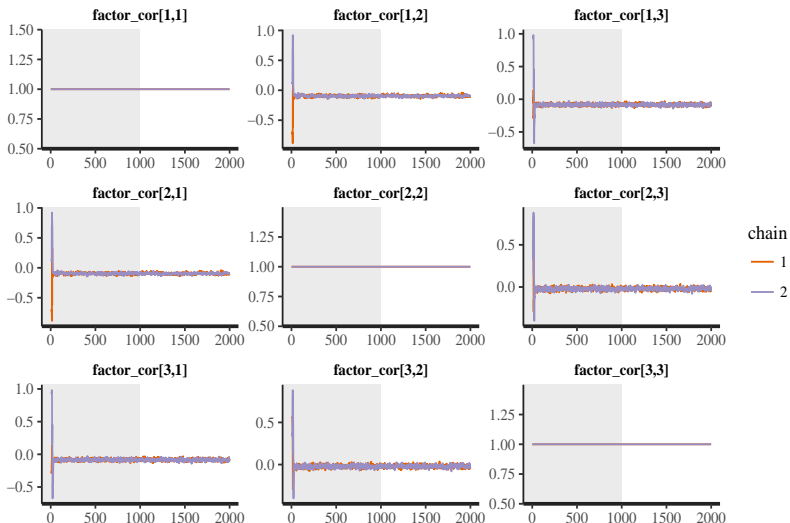 factor_cor[1,1]
1.50
1.25
1.00
0.75
0.50
0 500 1000 1500 2000
factor_cor[1,2]
1.0
0.5
0.0
−0.5
0 500 1000 1500 2000
factor_cor[1,3]
1.0
0.5
0.0
−0.5
0 500 1000 1500 2000
factor_cor[2,1]
1.0
0.5
0.0
−0.5
0 500 1000 1500 2000
factor_cor[2,2]
1.25
1.00
0.75
0.50
0 500 1000 1500 2000
factor_cor[2,3]
0.5
0.0
0 500 1000 1500 2000
factor_cor[3,1]
1.0
0.5
0.0
−0.5
0 500 1000 1500 2000
factor_cor[3,2]
0.5
0.0
0 500 1000 1500 2000
factor_cor[3,3]
1.25
1.00
0.75
0.50
0 500 1000 1500 2000
chain
1
2